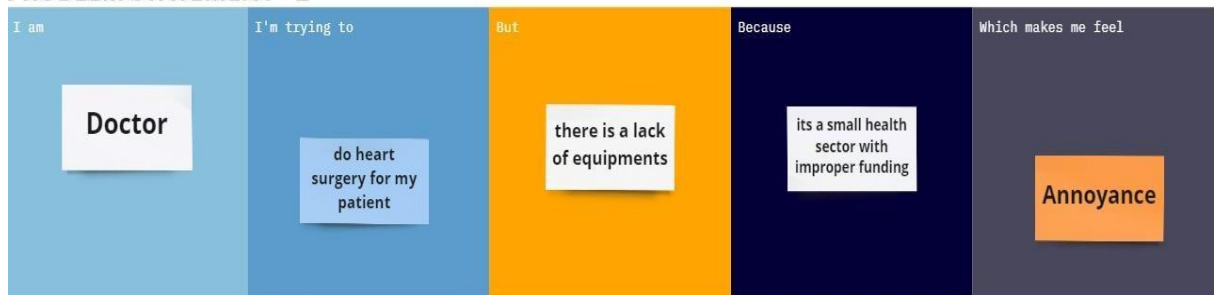 I am
Doctor
I'm trying to
do heart
surgery for my
patient
But
there is a lack
of equipments
Because
its a small health
sector with
improper funding
Which makes me feel
Annoyance